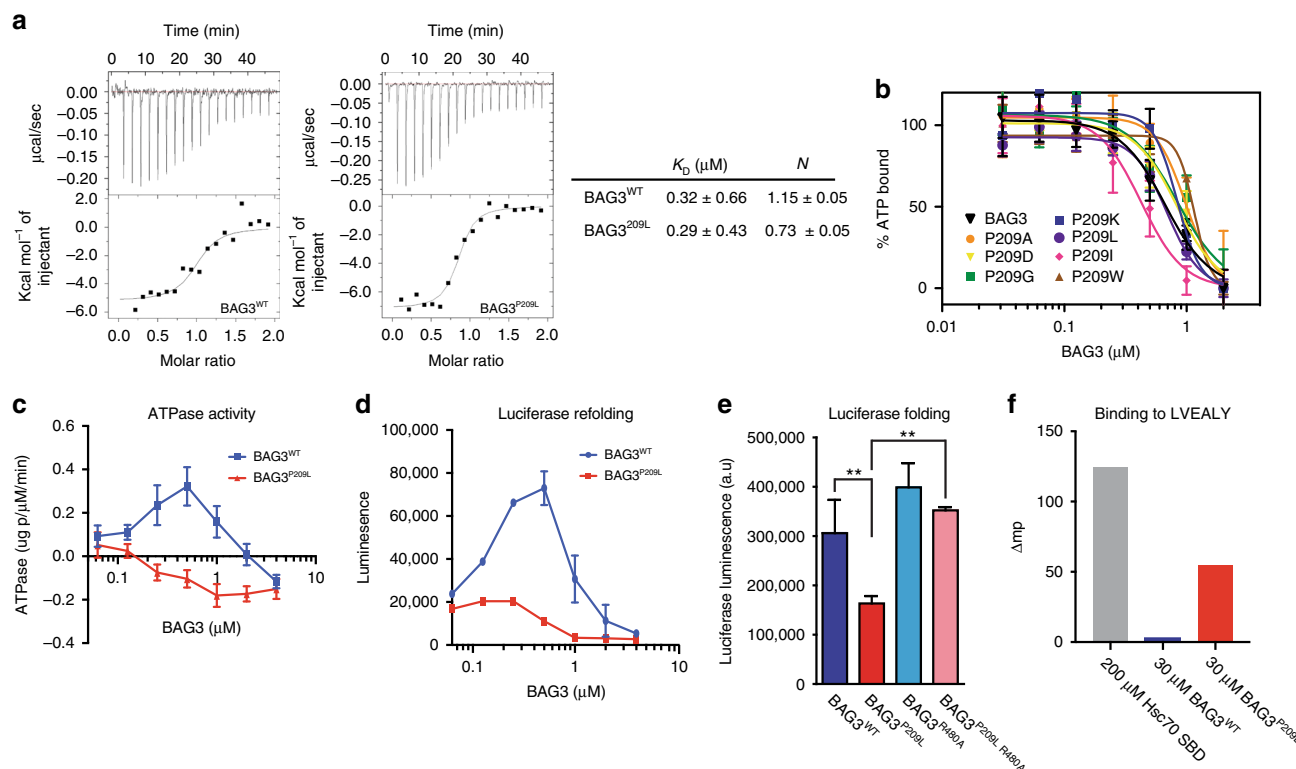 a
Time (min)
0 10 20 30 40
0.00
−0.05
−0.10
−0.15
−0.20
µcal/sec
0.0
−2.0
−4.0
−6.0
Kcal mol−1 of
injectant
BAG3WT
0.0 0.5 1.0 1.5 2.0
Molar ratio
Time (min)
0 10 20 30 40
0.00
−0.05
−0.10
−0.15
−0.20
−0.25
µcal/sec
0.0
−2.0
−4.0
−6.0
Kcal mol−1 of
injectant
BAG3P209L
0.0 0.5 1.0 1.5 2.0
Molar ratio
KD (µM) N
BAG3WT 0.32 ± 0.66 1.15 ± 0.05
BAG3209L 0.29 ± 0.43 0.73 ± 0.05
b
100
50
0
% ATP bound
BAG3
P209A
P209D
P209G
P209K
P209L
P209I
P209W
0.01 0.1 1
BAG3 (µM)
c
ATPase activity
0.6
0.4
0.2
0.0
−0.2
−0.4
ATPase (ug p/µM/min)
BAG3WT
BAG3P209L
0.1 1 10
BAG3 (µM)
d
Luciferase refolding
100,000
80,000
60,000
40,000
20,000
0
Luminesence
BAG3WT
BAG3P209L
0.1 1 10
BAG3 (µM)
e
Luciferase folding
500,000
400,000
300,000
200,000
100,000
0
Luciferase luminescence (a.u)
**
**
BAG3WT
BAG3P209L
BAG3R480A
BAG3P209L R480A
f
Binding to LVEALY
150
100
50
0
Δmp
200 µM Hsc70 SBD
30 µM BAG3WT
30 µM BAG3P209L